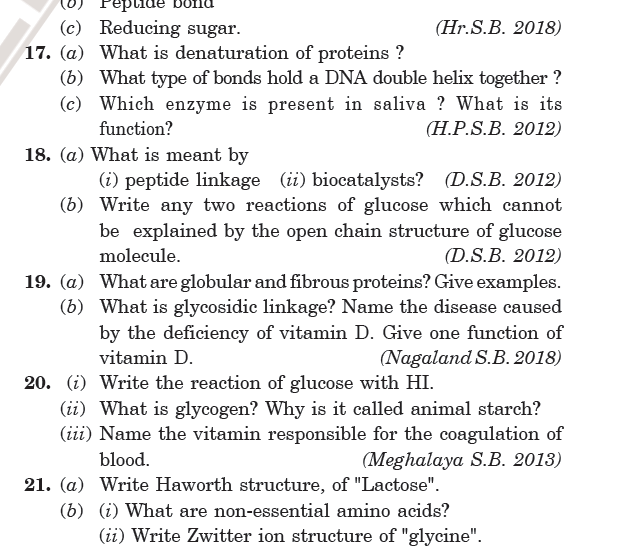 (b) Peptide bond
(c) Reducing sugar. (Hr.S.B. 2018)
17. (a) What is denaturation of proteins ?
(b) What type of bonds hold a DNA double helix together ?
(c) Which enzyme is present in saliva ? What is its
function? (H.P.S.B. 2012)
18. (a) What is meant by
(i) peptide linkage (ii) biocatalysts? (D.S.B. 2012)
(b) Write any two reactions of glucose which cannot
be explained by the open chain structure of glucose
molecule. (D.S.B. 2012)
19. (a) What are globular and fibrous proteins? Give examples.
(b) What is glycosidic linkage? Name the disease caused
by the deficiency of vitamin D. Give one function of
vitamin D. (Nagaland S.B. 2018)
20. (i) Write the reaction of glucose with HI.
(ii) What is glycogen? Why is it called animal starch?
(iii) Name the vitamin responsible for the coagulation of
blood. (Meghalaya S.B. 2013)
21. (a) Write Haworth structure, of "Lactose".
(b) (i) What are non-essential amino acids?
(ii) Write Zwitter ion structure of "glycine".